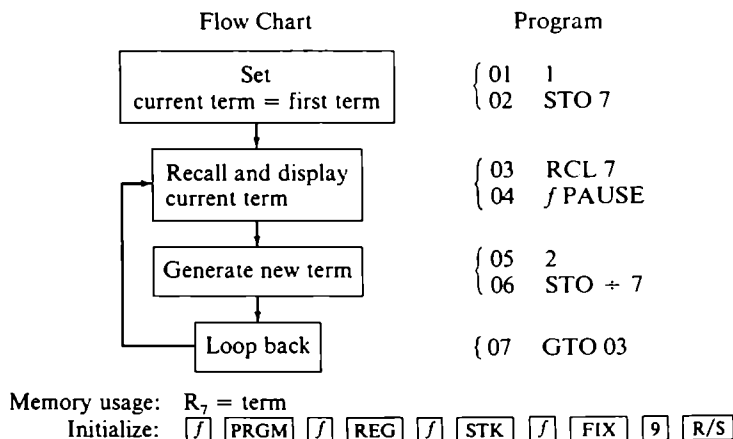 Flow Chart Program
Set
current term = first term
01 1
02 STO 7
Recall and display
current term
03 RCL 7
04 f PAUSE
Generate new term
05 2
06 STO ÷ 7
Loop back
07 GTO 03
Memory usage: R₇ = term
Initialize: f PRGM f REG f STK f FIX 9 R/S